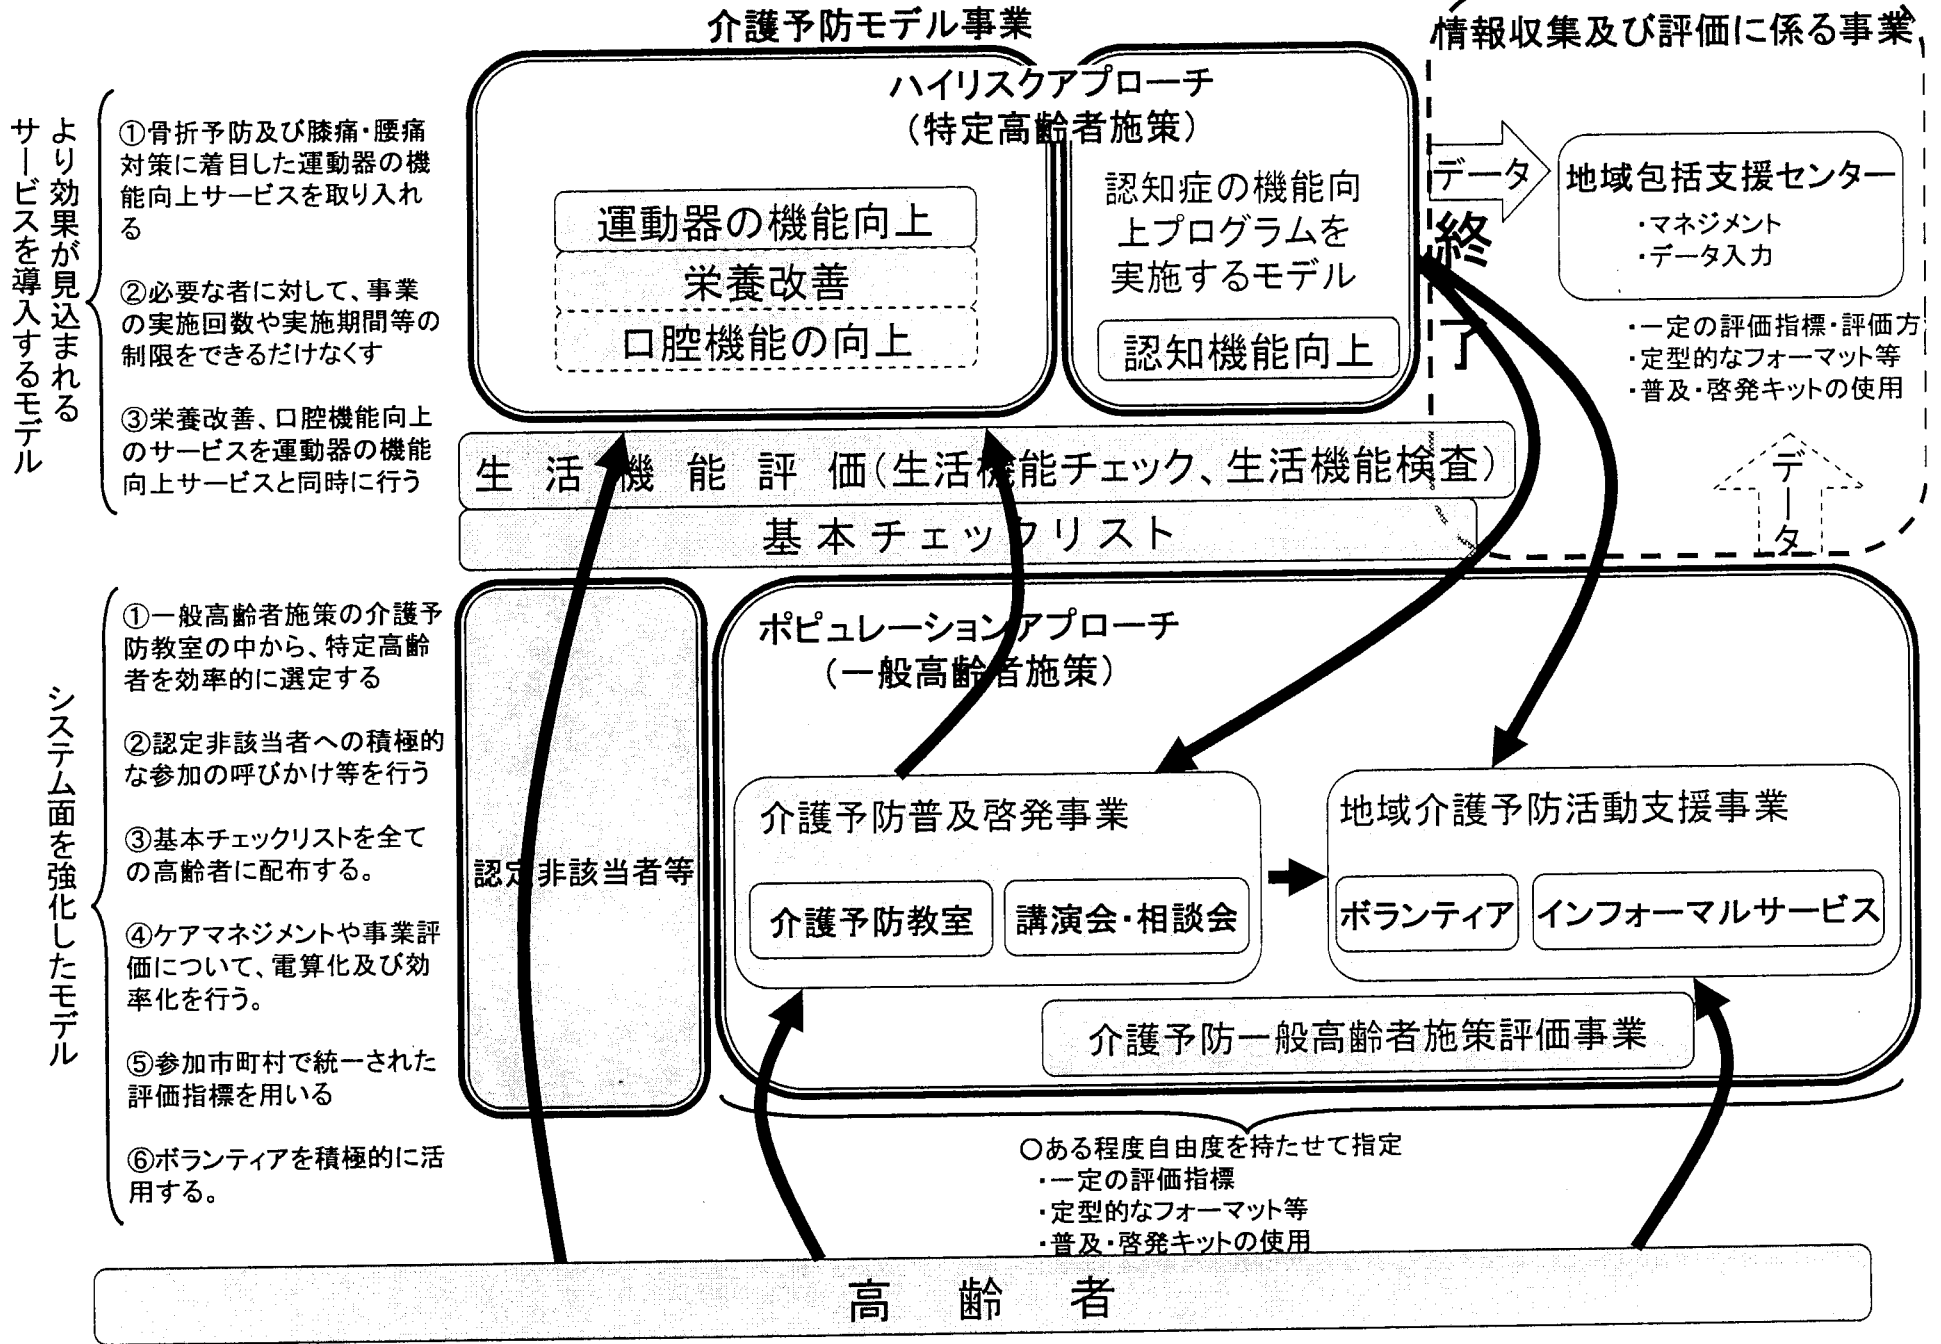 介護予防モデル事業
情報収集及び評価に係る事業
より効果が見込まれる
サービスを導入するモデル
①骨折予防及び膝痛・腰痛
対策に着目した運動器の機
能向上サービスを取り入れ
る
②必要な者に対して、事業
の実施回数や実施期間等の
制限をできるだけなくす
③栄養改善、口腔機能向上
のサービスを運動器の機能
向上サービスと同時に行う
ハイリスクアプローチ
（特定高齢者施策）
運動器の機能向上
栄養改善
口腔機能の向上
認知症の機能向
上プログラムを
実施するモデル
認知機能向上
データ
終
了
地域包括支援センター
・マネジメント
・データ入力
・一定の評価指標・評価方
・定型的なフォーマット等
・普及・啓発キットの使用
データ
生活機能評価（生活機能チェック、生活機能検査）
基本チェックリスト
システム面を強化したモデル
①一般高齢者施策の介護予
防教室の中から、特定高齢
者を効率的に選定する
②認定非該当者への積極的
な参加の呼びかけ等を行う
③基本チェックリストを全て
の高齢者に配布する。
④ケアマネジメントや事業評
価について、電算化及び効
率化を行う。
⑤参加市町村で統一された
評価指標を用いる
⑥ボランティアを積極的に活
用する。
認定非該当者等
ポピュレーションアプローチ
（一般高齢者施策）
介護予防普及啓発事業
介護予防教室
講演会・相談会
地域介護予防活動支援事業
ボランティア
インフォーマルサービス
介護予防一般高齢者施策評価事業
○ある程度自由度を持たせて指定
・一定の評価指標
・定型的なフォーマット等
・普及・啓発キットの使用
高齢者